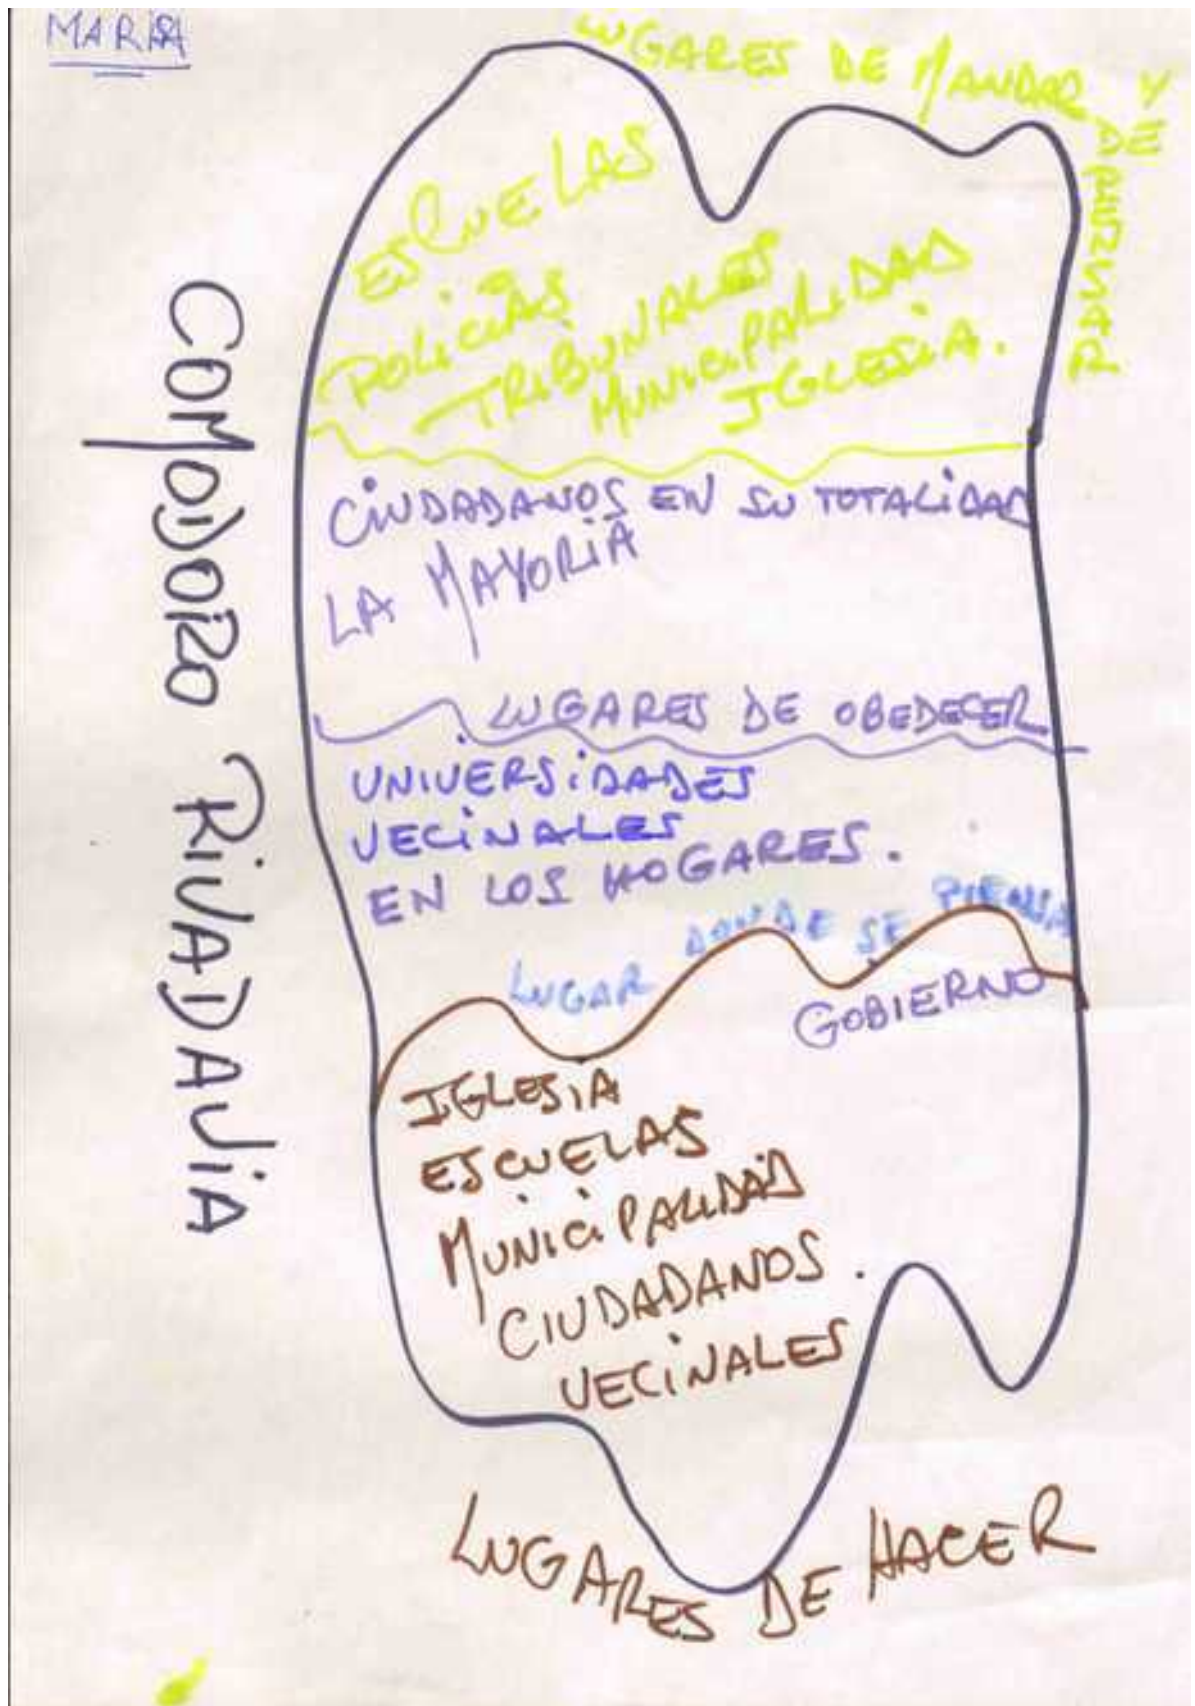 LUGARES DE MANDAR Y
DE
ESCUELAS
POLICIAS
TRIBUNALES
MUNICIPALIDAD
IGLESIA.
CIUDADANOS EN SU TOTALIDAD
LA MAYORIA
LUGARES DE OBEDECER
UNIVERSIDADES
VECINALES
EN LOS HOGARES.
LUGAR DONDE SE PIENSA
GOBIERNO
IGLESIA
ESCUELAS
MUNICIPALIDAD
CIUDADANOS.
VECINALES
LUGARES DE HACER
COMODORO RIVADAVIA